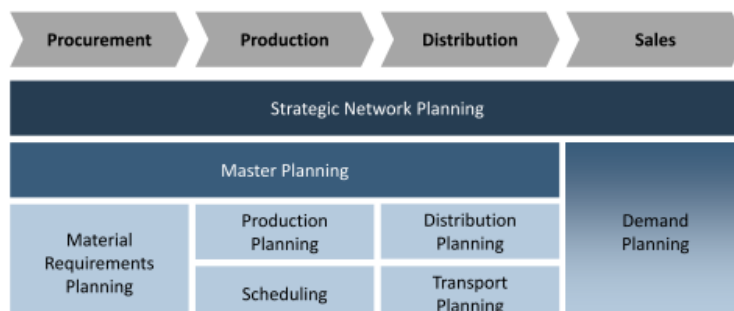 Procurement
Production
Distribution
Sales
Strategic Network Planning
Master Planning
Material
Requirements
Planning
Production
Planning
Scheduling
Distribution
Planning
Transport
Planning
Demand
Planning